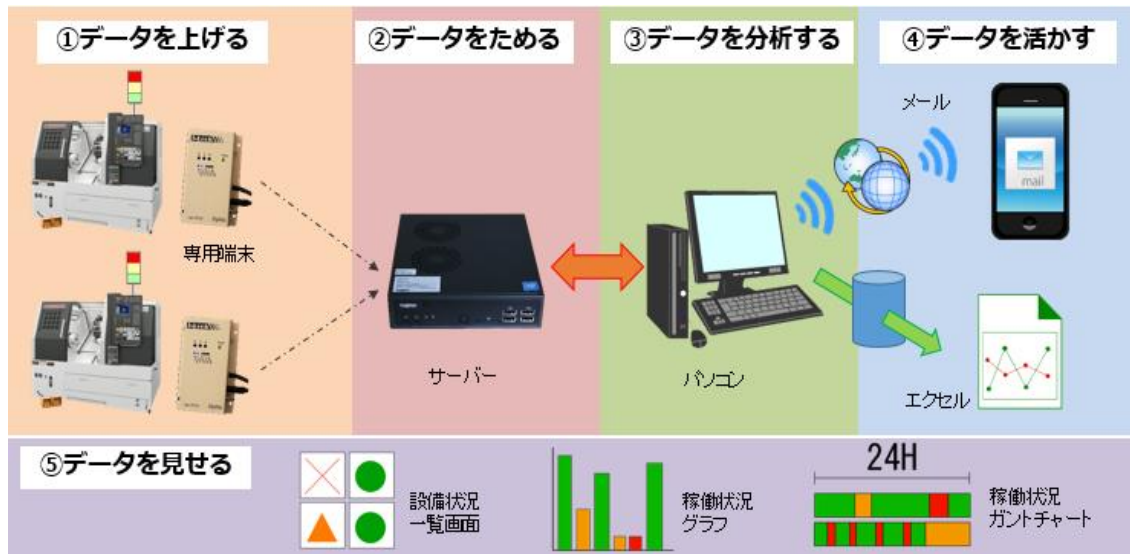 ①データを上げる
②データをためる
③データを分析する
④データを活かす
メール
mail
専用端末
サーバー
パソコン
エクセル
⑤データを見せる
24H
設備状況
一覧画面
稼働状況
グラフ
稼働状況
ガントチャート